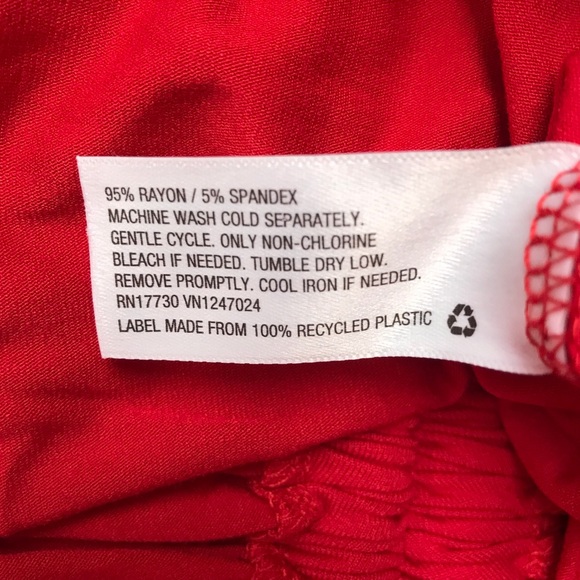 95% RAYON / 5% SPANDEX
MACHINE WASH COLD SEPARATELY.
GENTLE CYCLE. ONLY NON-CHLORINE
BLEACH IF NEEDED. TUMBLE DRY LOW.
REMOVE PROMPTLY. COOL IRON IF NEEDED.
RN17730 VN1247024
LABEL MADE FROM 100% RECYCLED PLASTIC